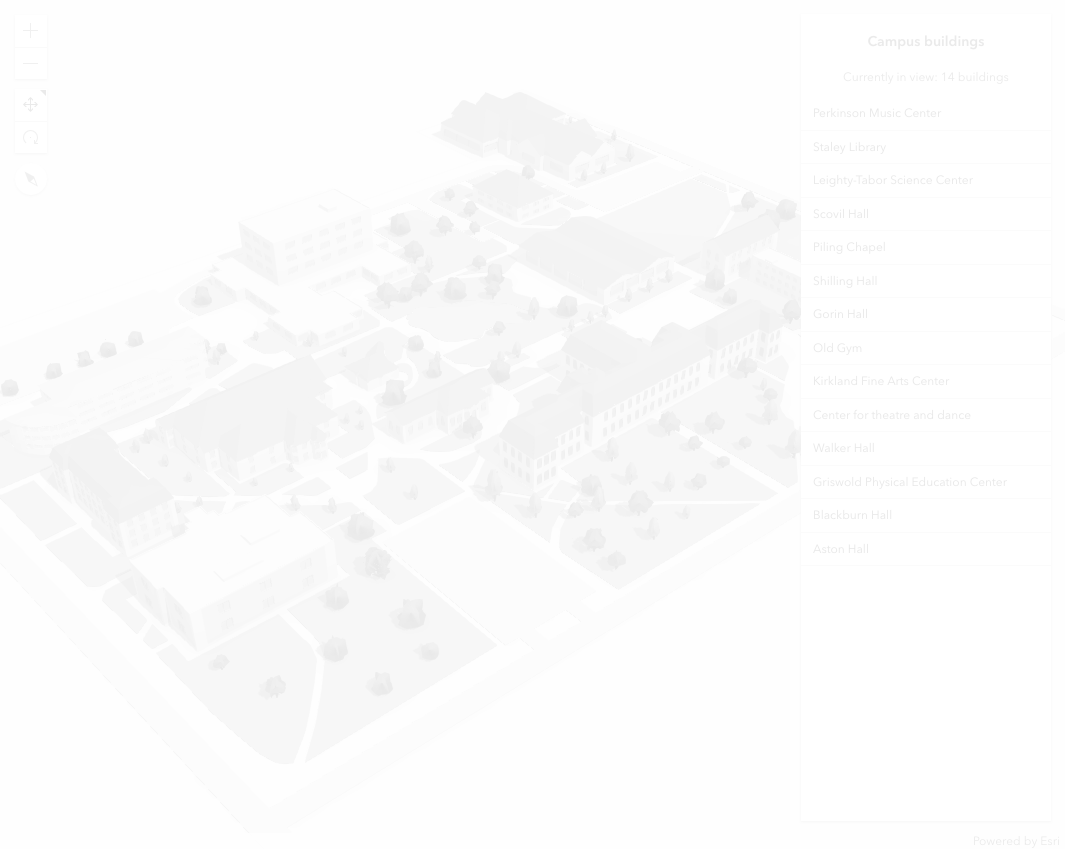 Campus buildings
Currently in view: 14 buildings
Perkinson Music Center
Staley Library
Leighty-Tabor Science Center
Scovil Hall
Piling Chapel
Shilling Hall
Gorin Hall
Old Gym
Kirkland Fine Arts Center
Center for theatre and dance
Walker Hall
Griswold Physical Education Center
Blackburn Hall
Aston Hall
Powered by Esri